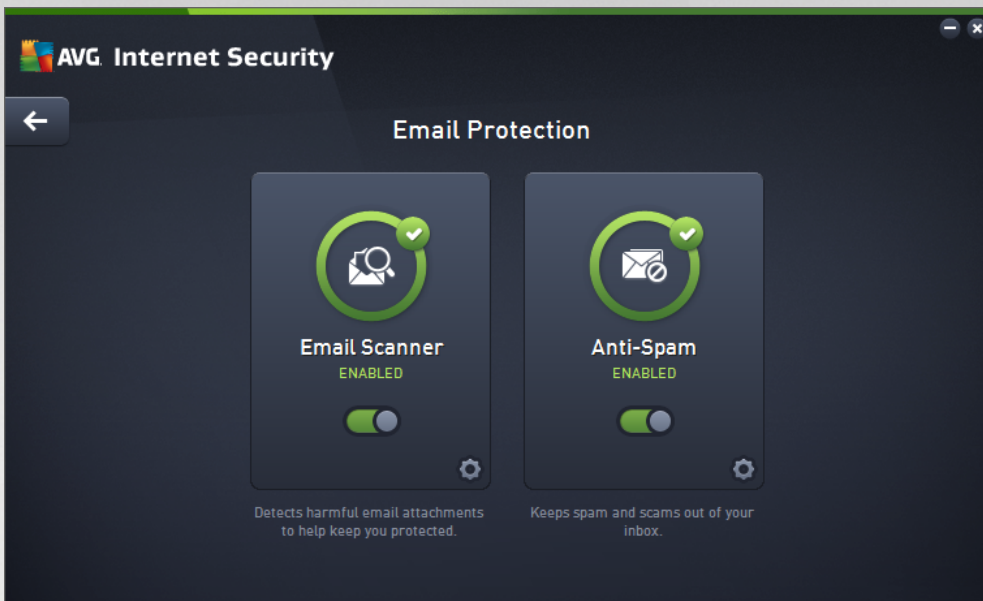 AVG Internet Security
Email Protection
Email Scanner
ENABLED
Detects harmful email attachments
to help keep you protected.
Anti-Spam
ENABLED
Keeps spam and scams out of your
inbox.